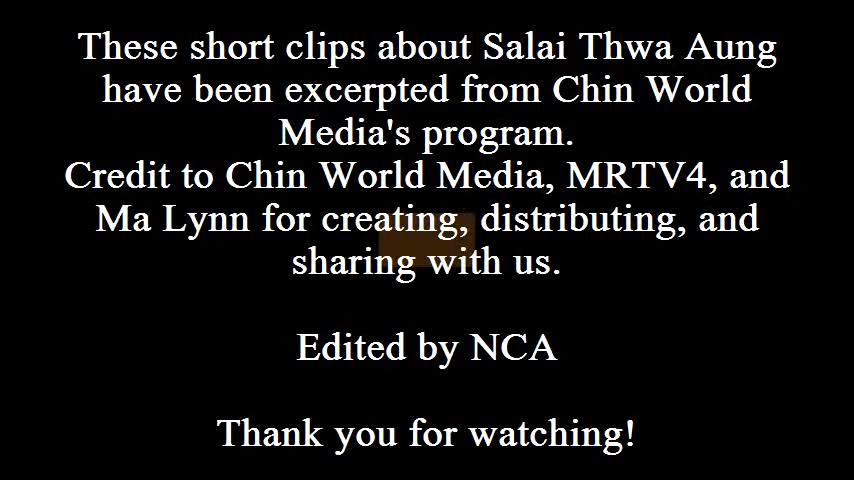 These short clips about Salai Thwa Aung
have been excerpted from Chin World
Media's program.
Credit to Chin World Media, MRTV4, and
Ma Lynn for creating, distributing, and
sharing with us.
Edited by NCA
Thank you for watching!